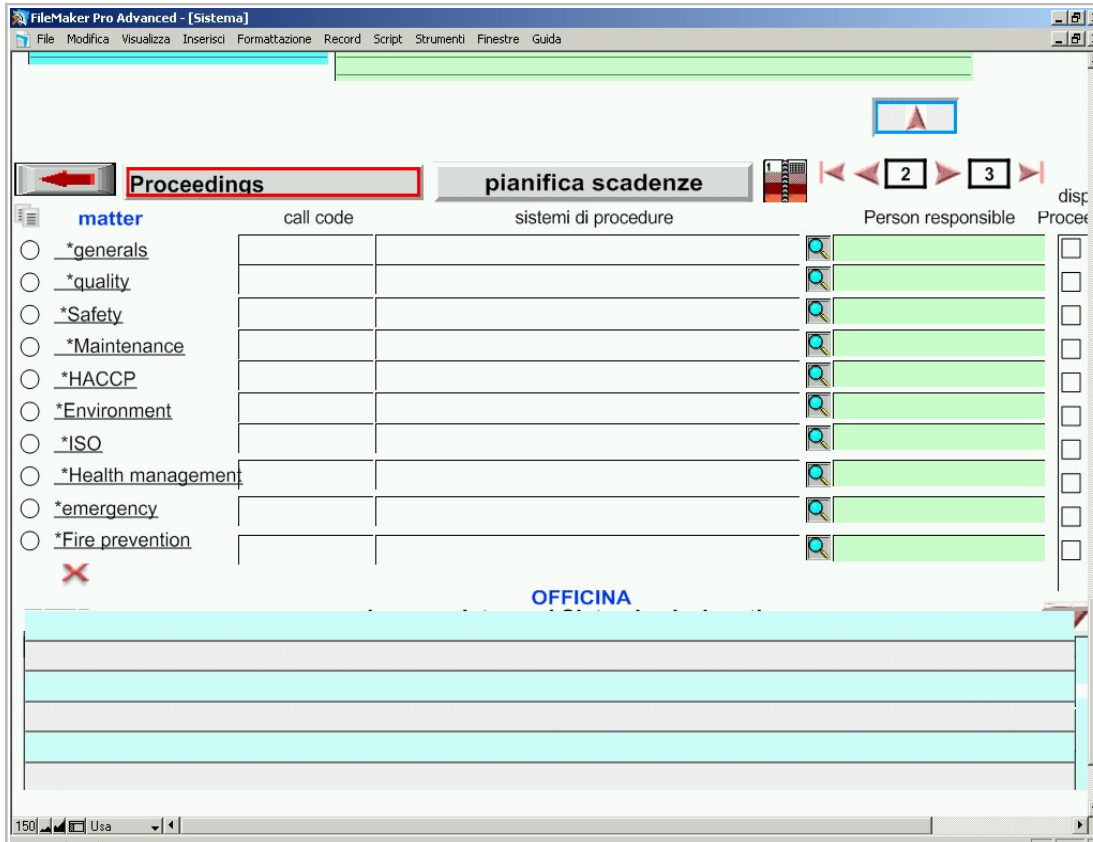 FileMaker Pro Advanced - [Sistema]
File Modifica Visualizza Inserisci Formattazione Record Script Strumenti Finestre Guida
Proceedings pianifica scadenze 1 2 3
disp
matter call code sistemi di procedure Person responsible Procee
*generals
*quality
*Safety
*Maintenance
*HACCP
*Environment
*ISO
*Health management
*emergency
*Fire prevention
OFFICINA
150 Usa